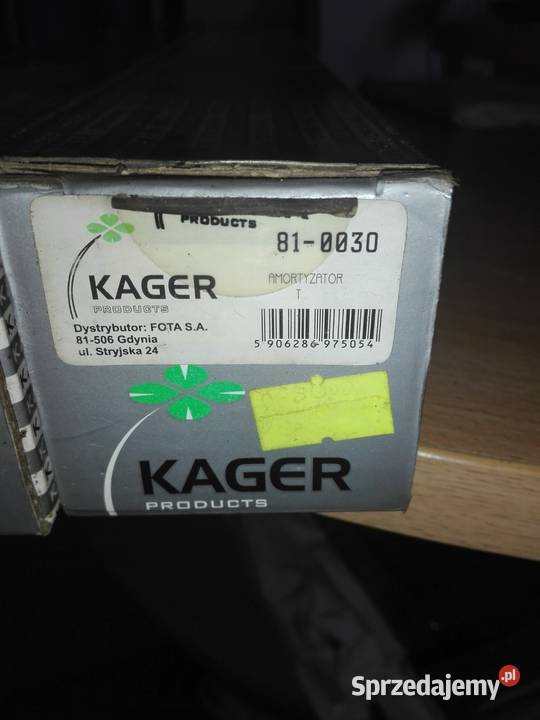 PRODUCTS
81-0030
KAGER
PRODUCTS
AMORTYZATOR
T
Dystrybutor: FOTA S.A.
81-506 Gdynia
ul. Stryjska 24
5 906286 975054
KAGER
PRODUCTS
Sprzedajemy.pl